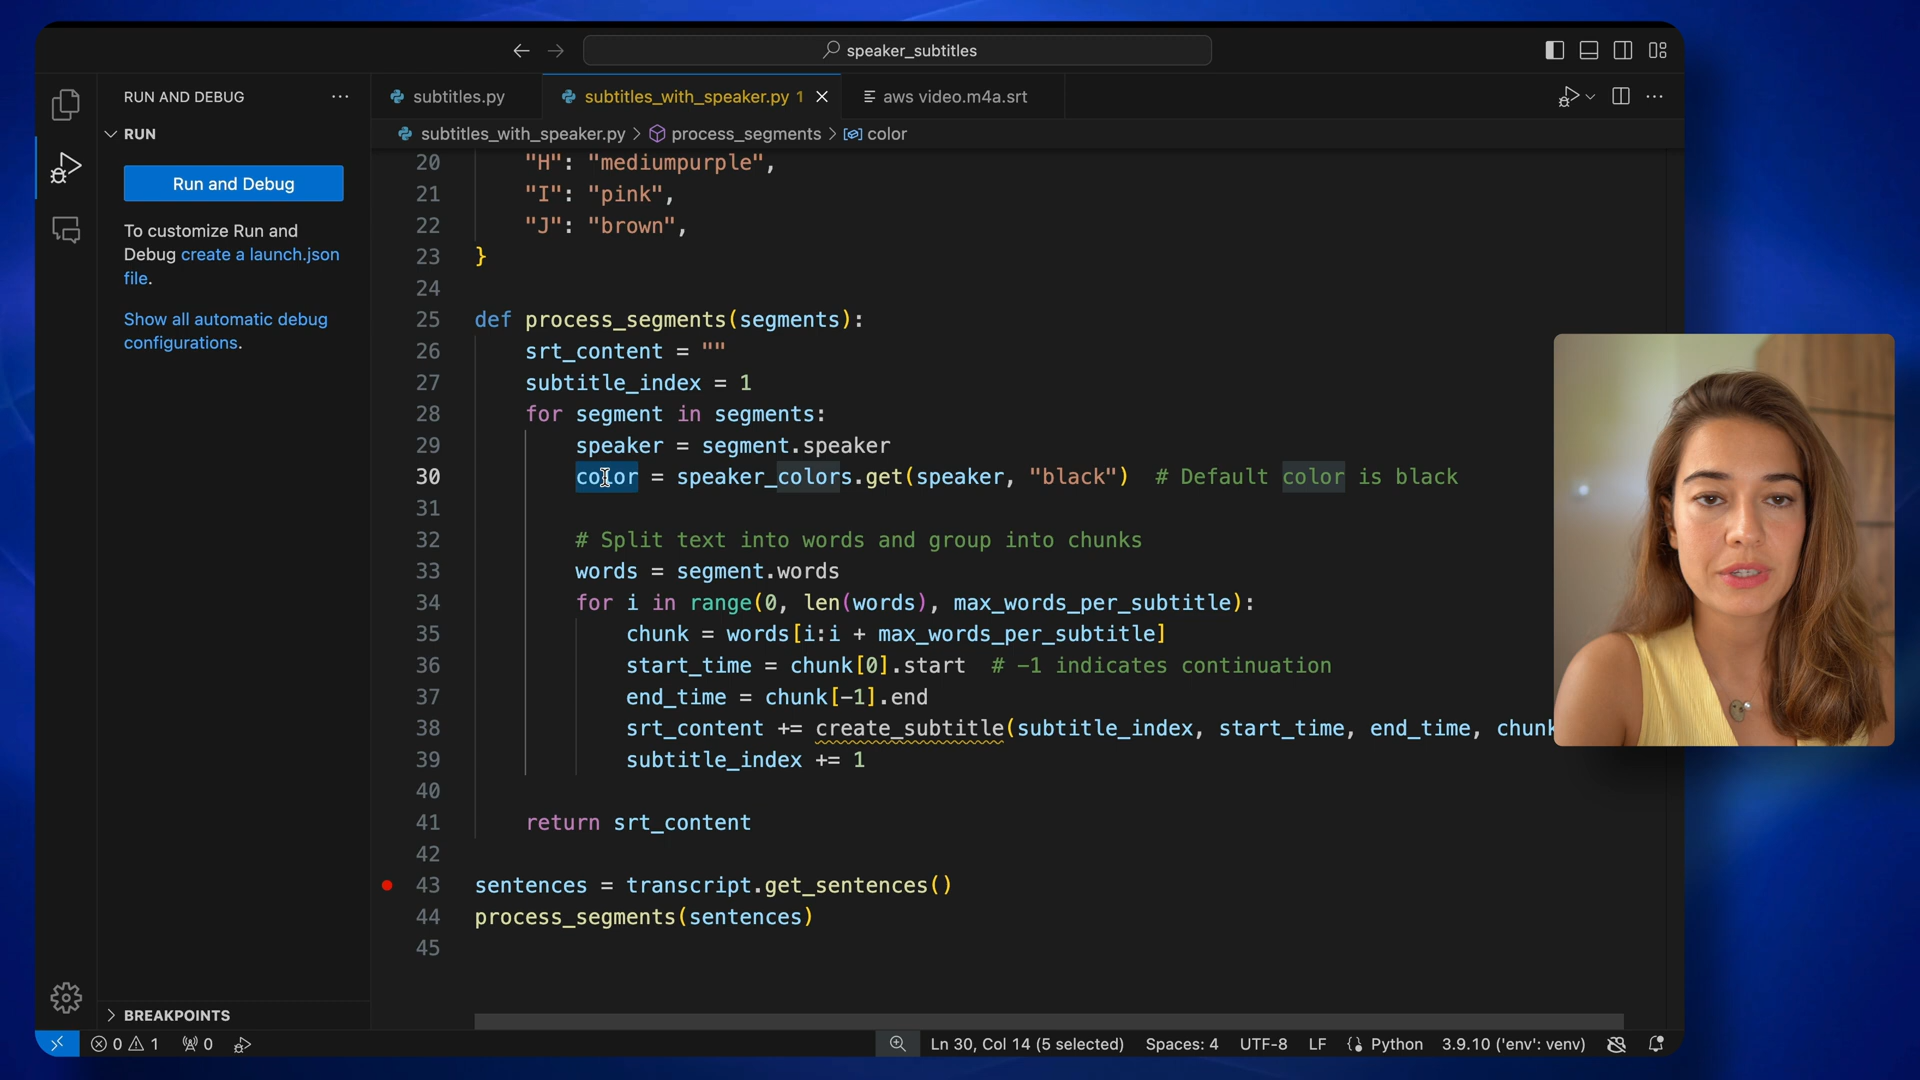 speaker_subtitles
RUN AND DEBUG
RUN
Run and Debug
To customize Run and
Debug create a launch.json
file.
Show all automatic debug
configurations.
BREAKPOINTS
subtitles.py
subtitles_with_speaker.py 1
aws video.m4a.srt
subtitles_with_speaker.py > process_segments > color
20 "H": "mediumpurple",
21 "I": "pink",
22 "J": "brown",
23 }
24
25 def process_segments(segments):
26 srt_content = ""
27 subtitle_index = 1
28 for segment in segments:
29 speaker = segment.speaker
30 color = speaker_colors.get(speaker, "black")  # Default color is black
31
32 # Split text into words and group into chunks
33 words = segment.words
34 for i in range(0, len(words), max_words_per_subtitle):
35 chunk = words[i:i + max_words_per_subtitle]
36 start_time = chunk[0].start  # -1 indicates continuation
37 end_time = chunk[-1].end
38 srt_content += create_subtitle(subtitle_index, start_time, end_time, chunk
39 subtitle_index += 1
40
41 return srt_content
42
43 sentences = transcript.get_sentences()
44 process_segments(sentences)
45
0 1 0
Ln 30, Col 14 (5 selected) Spaces: 4 UTF-8 LF Python 3.9.10 ('env': venv)